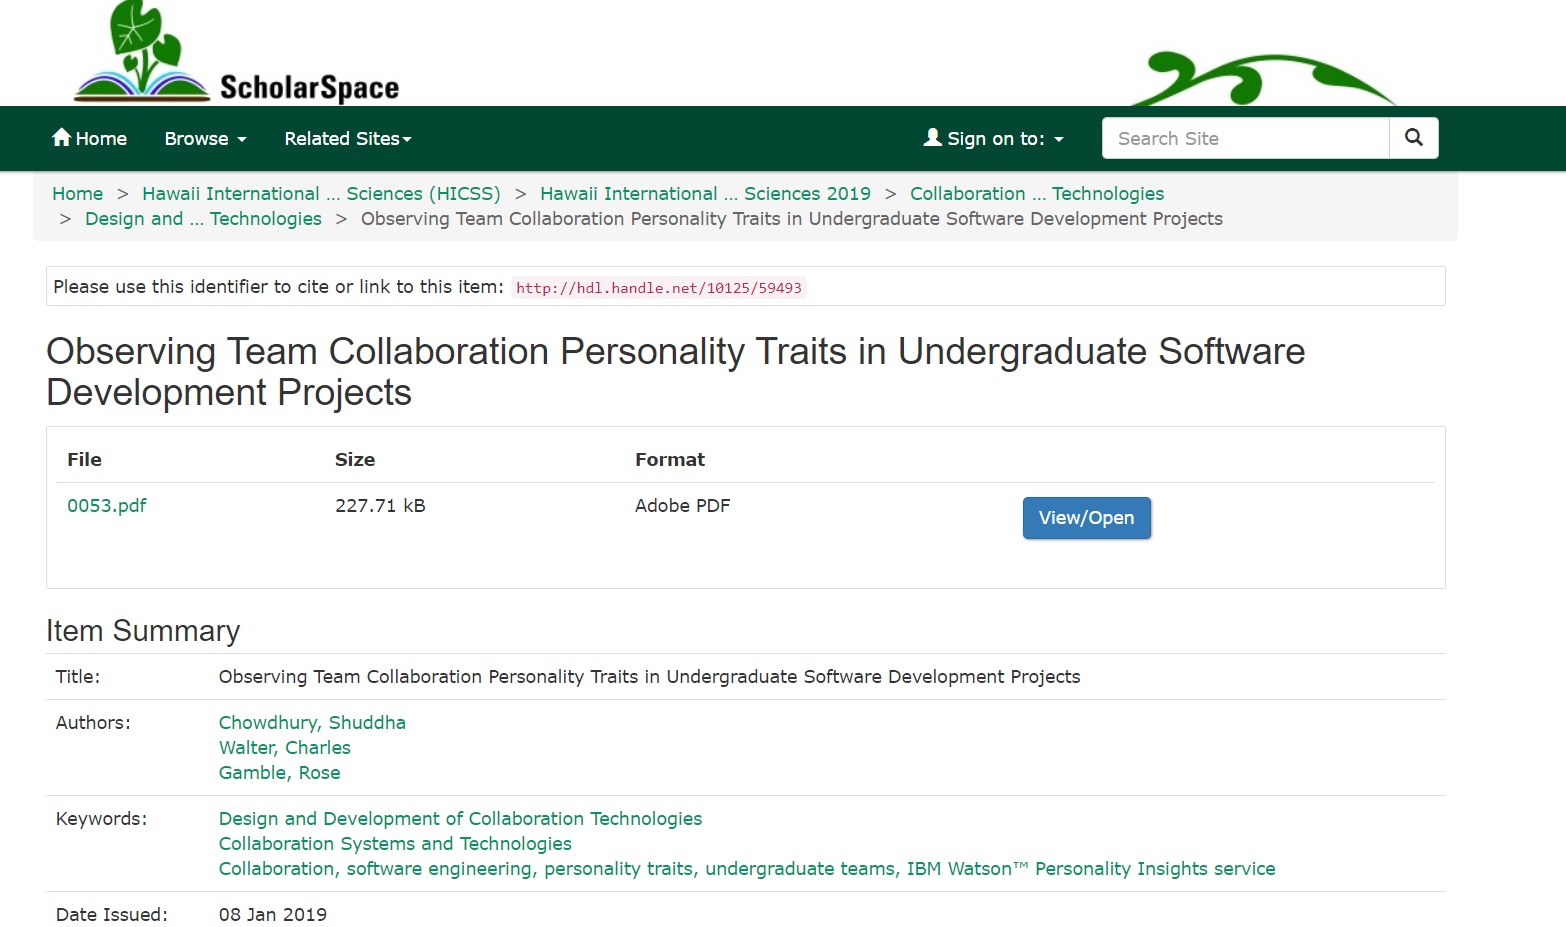 ScholarSpace
Home Browse Related Sites Sign on to: Search Site
Home > Hawaii International ... Sciences (HICSS) > Hawaii International ... Sciences 2019 > Collaboration ... Technologies
> Design and ... Technologies > Observing Team Collaboration Personality Traits in Undergraduate Software Development Projects
Please use this identifier to cite or link to this item: http://hdl.handle.net/10125/59493
Observing Team Collaboration Personality Traits in Undergraduate Software
Development Projects
File Size Format
0053.pdf 227.71 kB Adobe PDF View/Open
Item Summary
Title: Observing Team Collaboration Personality Traits in Undergraduate Software Development Projects
Authors: Chowdhury, Shuddha
Walter, Charles
Gamble, Rose
Keywords: Design and Development of Collaboration Technologies
Collaboration Systems and Technologies
Collaboration, software engineering, personality traits, undergraduate teams, IBM Watson™ Personality Insights service
Date Issued: 08 Jan 2019